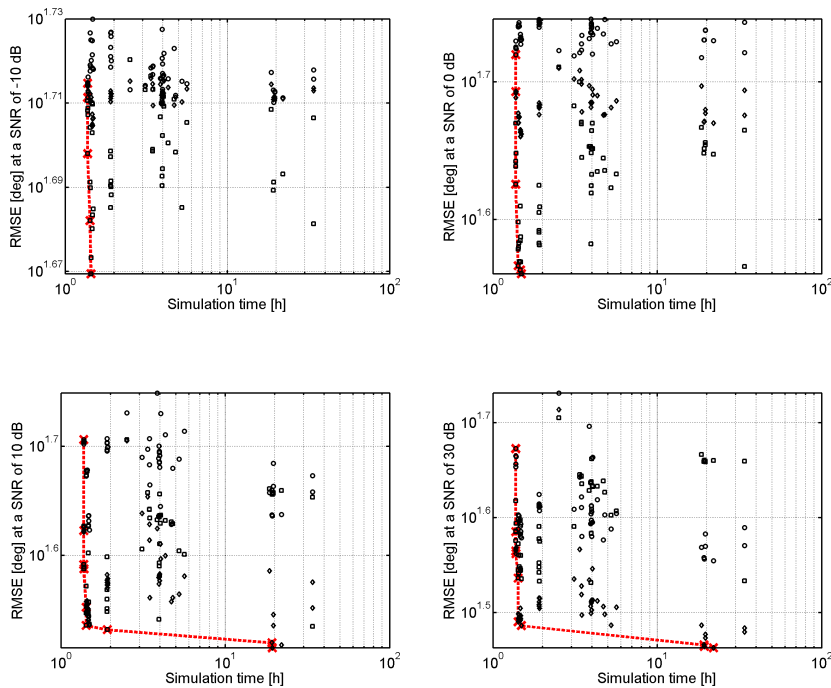 10^1.73
10^1.71
10^1.69
10^1.67
RMSE [deg] at a SNR of -10 dB
10^0
10^1
10^2
Simulation time [h]
10^1.7
10^1.6
RMSE [deg] at a SNR of 0 dB
10^0
10^1
10^2
Simulation time [h]
10^1.7
10^1.6
RMSE [deg] at a SNR of 10 dB
10^0
10^1
10^2
Simulation time [h]
10^1.7
10^1.6
10^1.5
RMSE [deg] at a SNR of 30 dB
10^0
10^1
10^2
Simulation time [h]